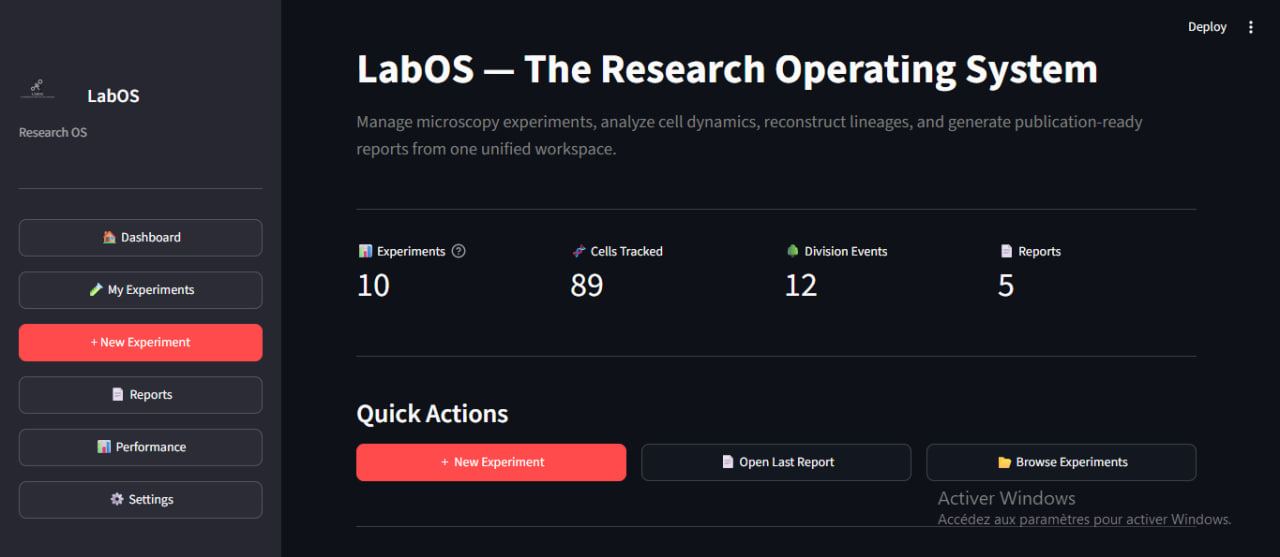 Deploy
LabOS
Research OS
Dashboard
My Experiments
+ New Experiment
Reports
Performance
Settings
LabOS — The Research Operating System
Manage microscopy experiments, analyze cell dynamics, reconstruct lineages, and generate publication-ready
reports from one unified workspace.
Experiments ? Cells Tracked Division Events Reports
10 89 12 5
Quick Actions
+ New Experiment Open Last Report Browse Experiments
Activer Windows
Accédez aux paramètres pour activer Windows.